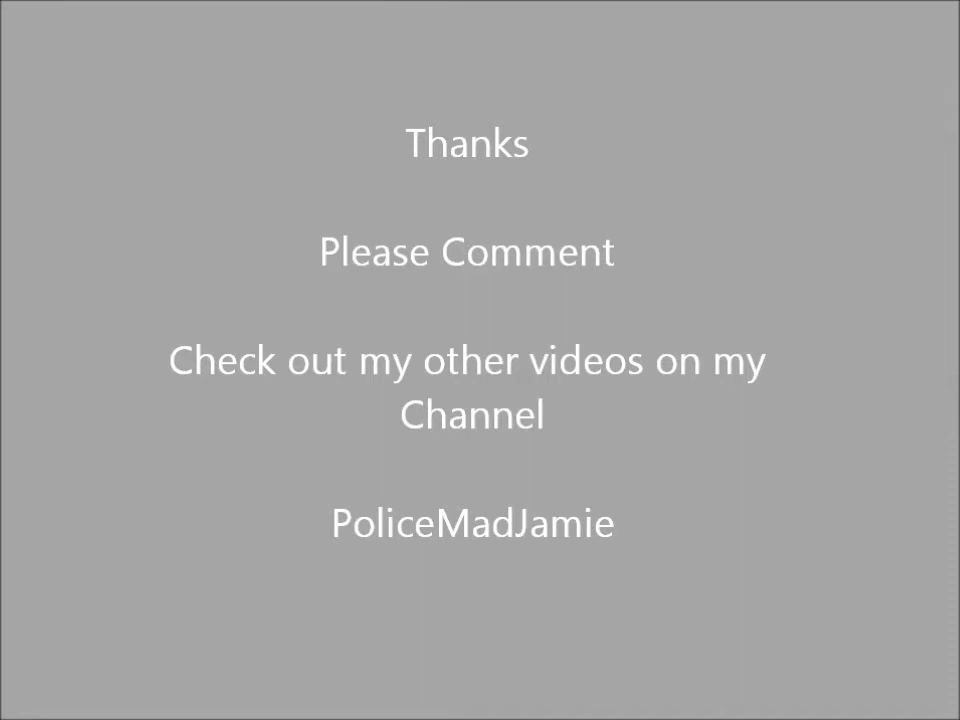 Thanks
Please Comment
Check out my other videos on my
Channel
PoliceMadJamie